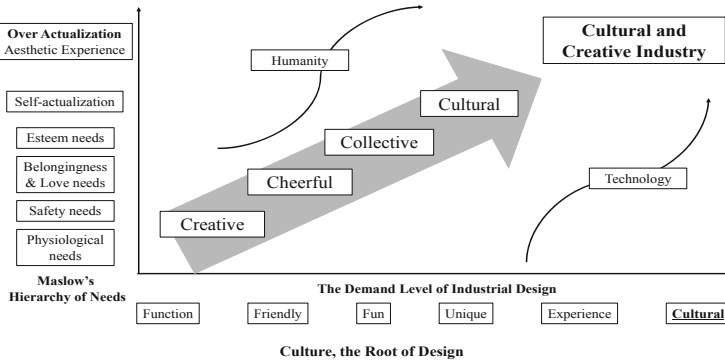 Over Actualization
Aesthetic Experience
Self-actualization
Esteem needs
Belongingness
& Love needs
Safety needs
Physiological
needs
Maslow's
Hierarchy of Needs
Humanity
Cultural and
Creative Industry
Cultural
Collective
Cheerful
Creative
Technology
The Demand Level of Industrial Design
Function
Friendly
Fun
Unique
Experience
Cultural
Culture, the Root of Design